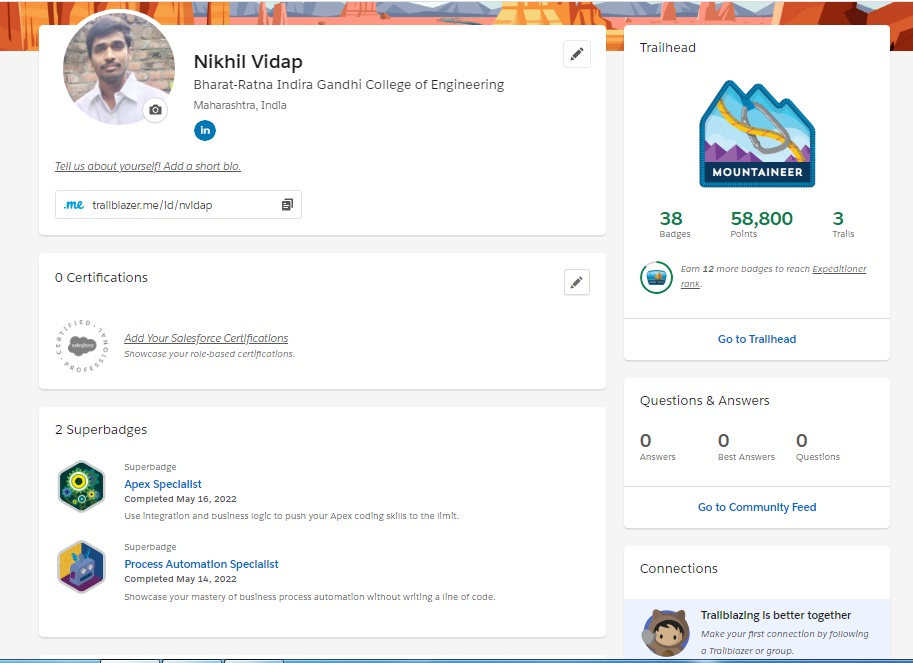 Nikhil Vidap
Bharat-Ratna Indira Gandhi College of Engineering
Maharashtra, India
in
Tell us about yourself! Add a short bio.
.me trailblazer.me/id/nvidap
0 Certifications
CERTIFIED PROFESSIONAL
salesforce
Add Your Salesforce Certifications
Showcase your role-based certifications.
2 Superbadges
Superbadge
Apex Specialist
Completed May 16, 2022
Use integration and business logic to push your Apex coding skills to the limit.
Superbadge
Process Automation Specialist
Completed May 14, 2022
Showcase your mastery of business process automation without writing a line of code.
Trailhead
MOUNTAINEER
38 58,800 3
Badges Points Trails
Earn 12 more badges to reach Expeditioner
rank.
Go to Trailhead
Questions & Answers
0 0 0
Answers Best Answers Questions
Go to Community Feed
Connections
Trailblazing is better together
Make your first connection by following
a Trailblazer or group.